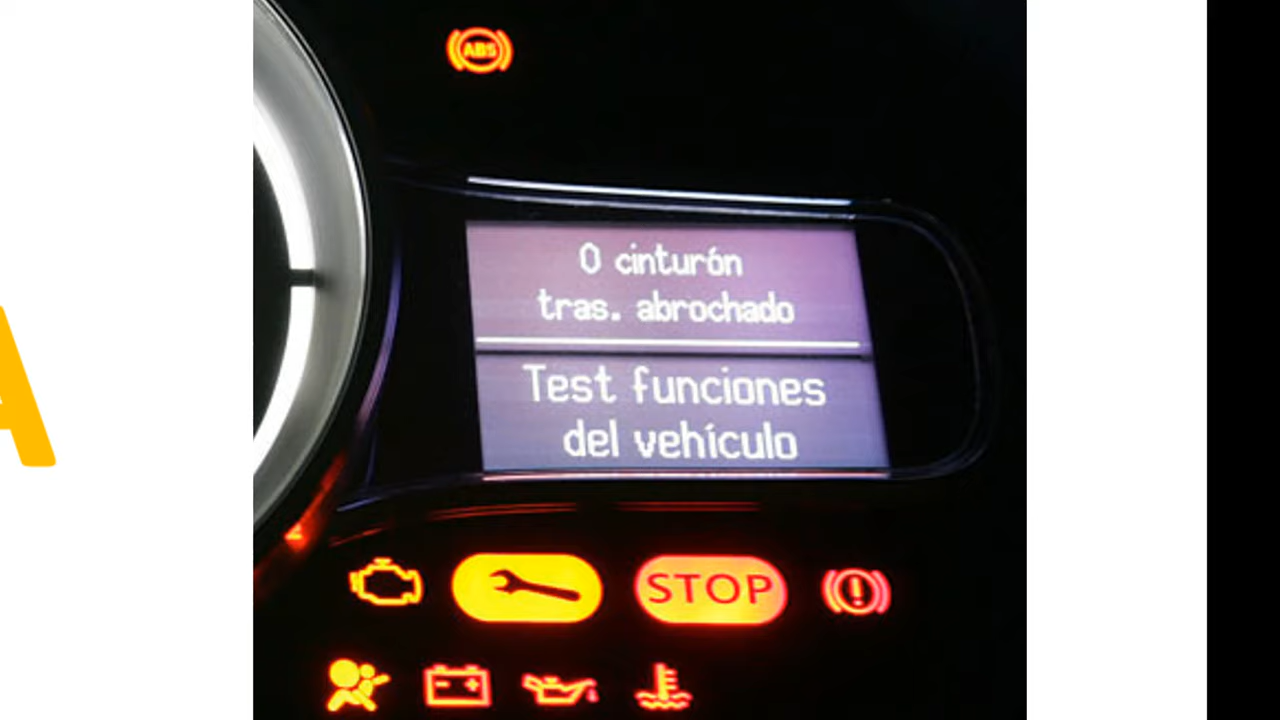 A
ABS
0 cinturón
tras. abrochado
Test funciones
del vehículo
STOP